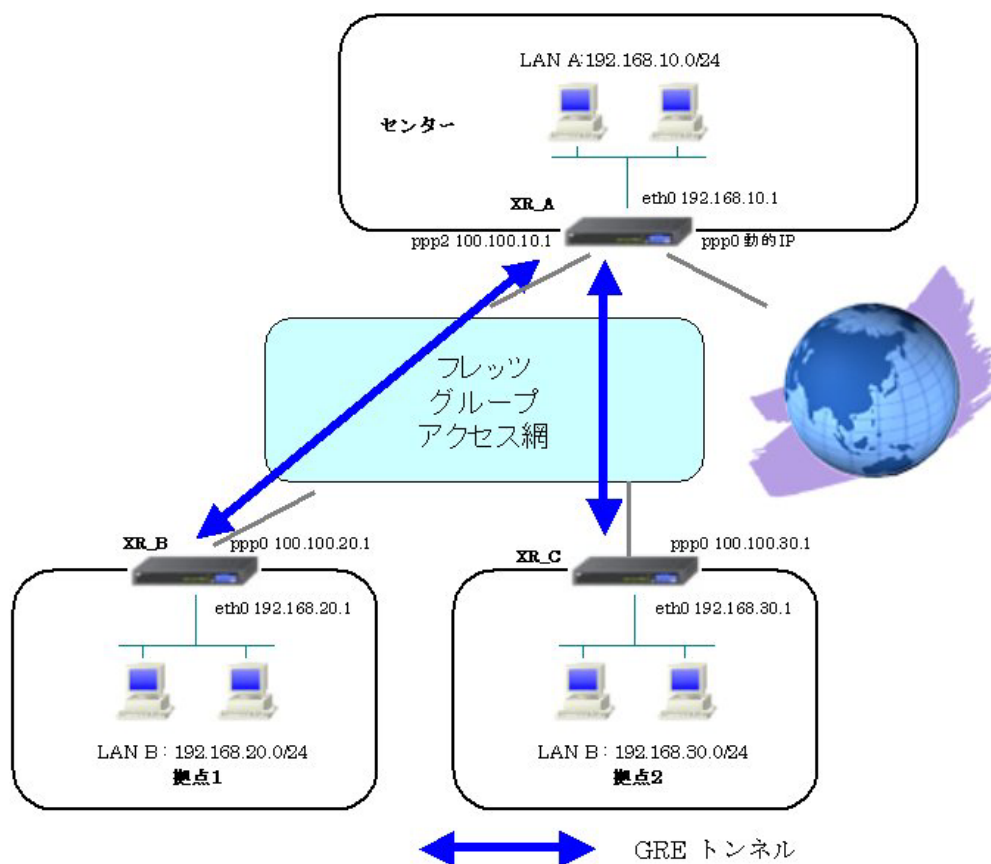 LAN A:192.168.10.0/24
センター
eth0 192.168.10.1
XR_A
ppp2 100.100.10.1
ppp0 動的IP
フレッツ
グループ
アクセス網
XR_B
ppp0 100.100.20.1
XR_C
ppp0 100.100.30.1
eth0 192.168.20.1
eth0 192.168.30.1
LAN B : 192.168.20.0/24
拠点1
LAN B : 192.168.30.0/24
拠点2
GRE トンネル